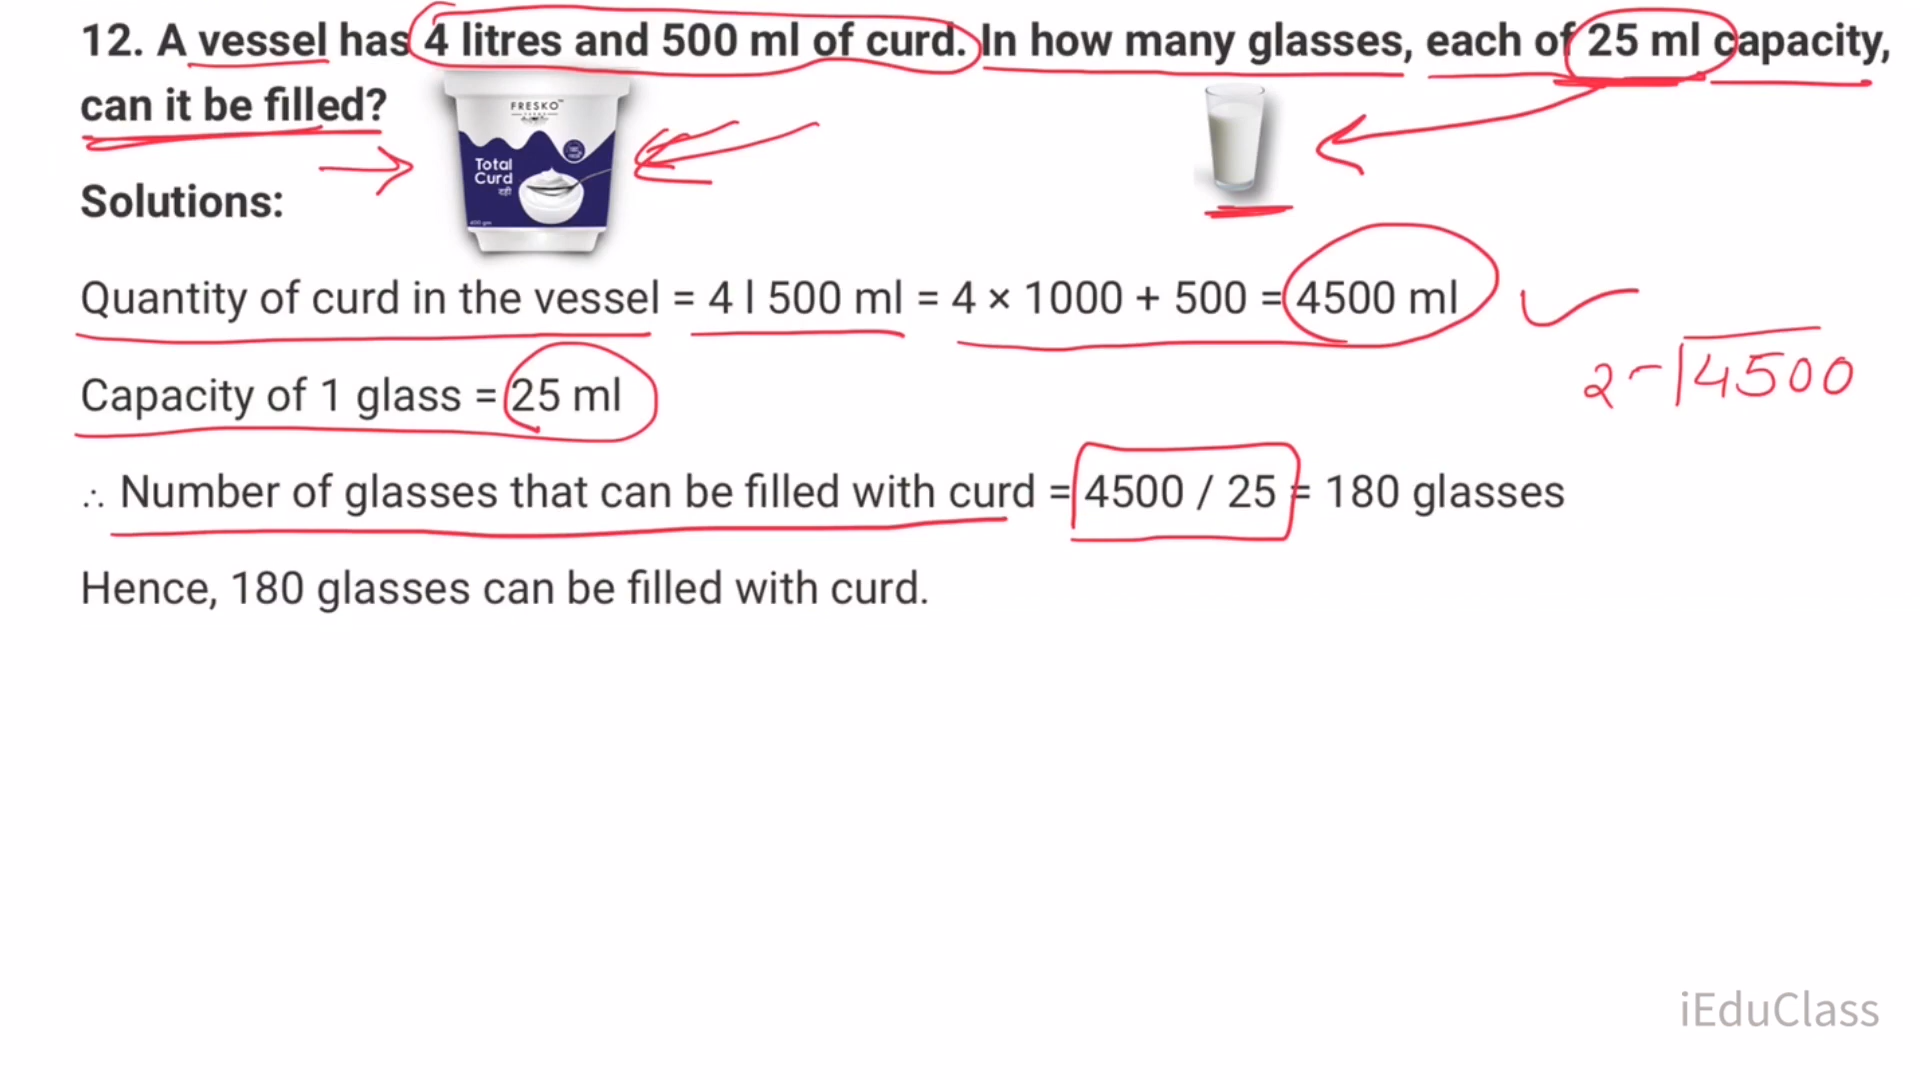 12. A vessel has 4 litres and 500 ml of curd. In how many glasses, each of 25 ml capacity,
can it be filled?
FRESKO
Total
Curd
दही
Solutions:
Quantity of curd in the vessel = 4 l 500 ml = 4 × 1000 + 500 = 4500 ml
4500
Capacity of 1 glass = 25 ml
∴ Number of glasses that can be filled with curd = 4500 / 25 = 180 glasses
Hence, 180 glasses can be filled with curd.
iEduClass